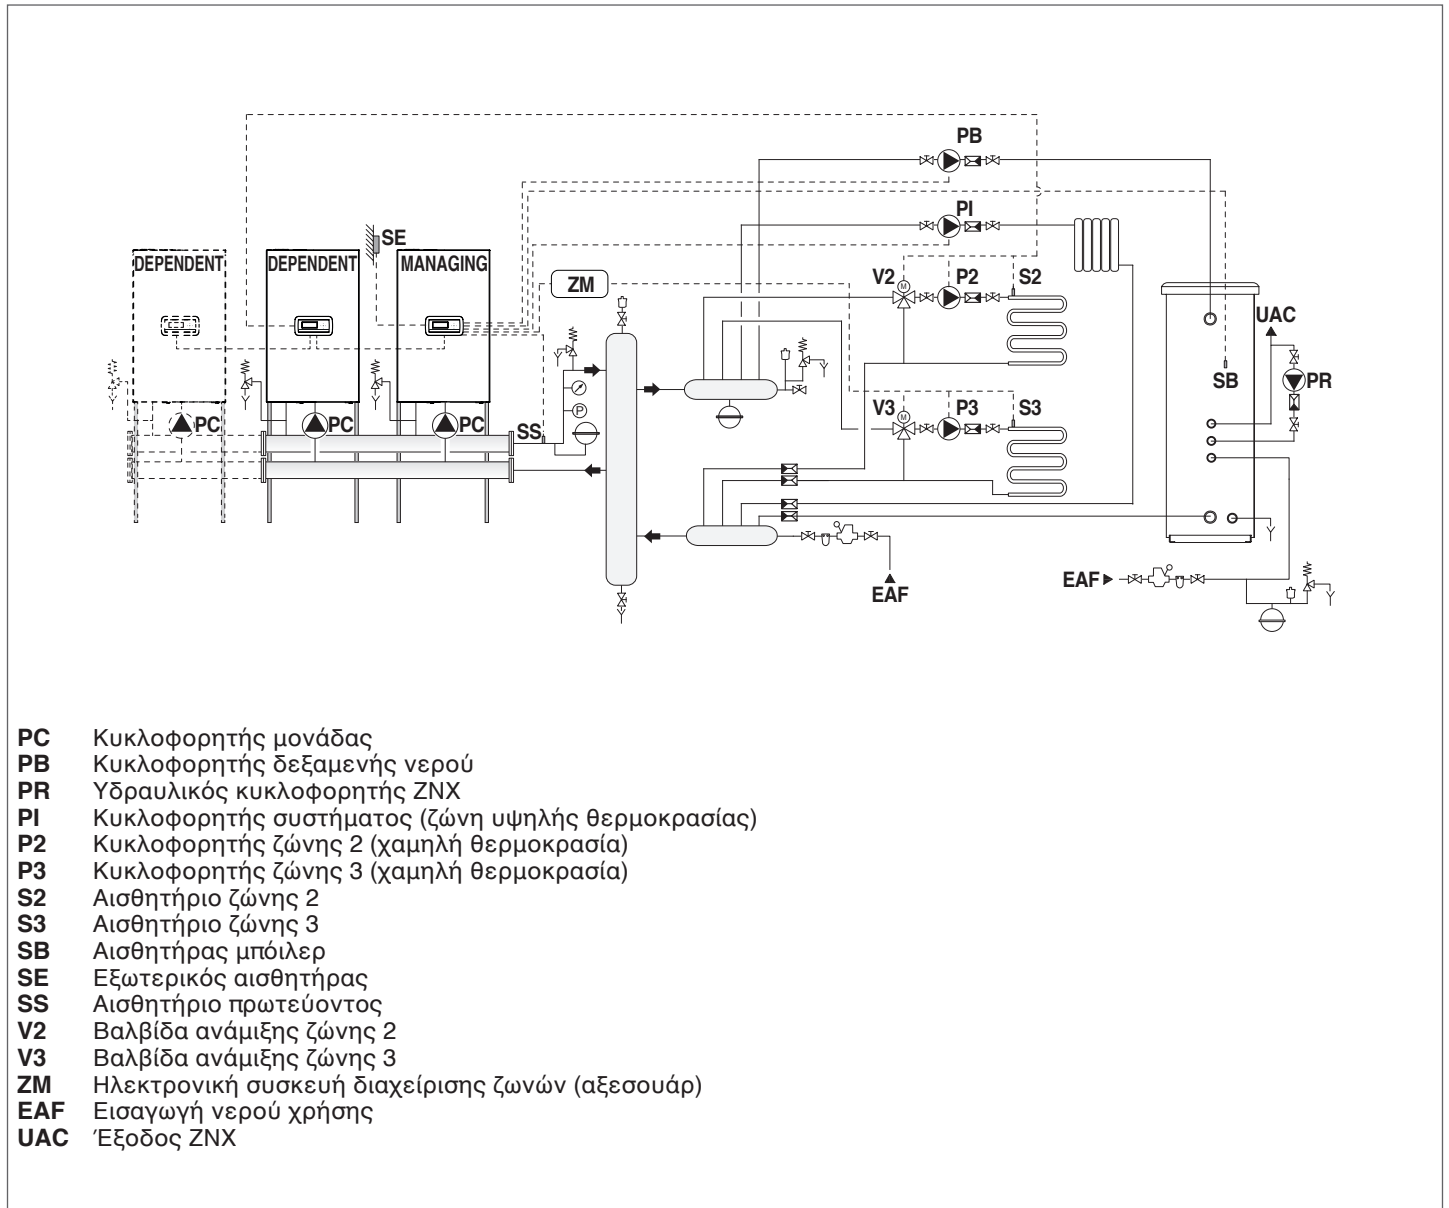 PB
PI
SE
DEPENDENT DEPENDENT MANAGING
ZM
V2 P2 S2
M
UAC
SB PR
V3 P3 S3
M
PC PC PC SS
P
EAF
EAF
PC Κυκλοφορητής μονάδας
PB Κυκλοφορητής δεξαμενής νερού
PR Υδραυλικός κυκλοφορητής ΖΝΧ
PI Κυκλοφορητής συστήματος (ζώνη υψηλής θερμοκρασίας)
P2 Κυκλοφορητής ζώνης 2 (χαμηλή θερμοκρασία)
P3 Κυκλοφορητής ζώνης 3 (χαμηλή θερμοκρασία)
S2 Αισθητήριο ζώνης 2
S3 Αισθητήριο ζώνης 3
SB Αισθητήρας μπόιλερ
SE Εξωτερικός αισθητήρας
SS Αισθητήριο πρωτεύοντος
V2 Βαλβίδα ανάμιξης ζώνης 2
V3 Βαλβίδα ανάμιξης ζώνης 3
ZM Ηλεκτρονική συσκευή διαχείρισης ζωνών (αξεσουάρ)
EAF Εισαγωγή νερού χρήσης
UAC Έξοδος ΖΝΧ